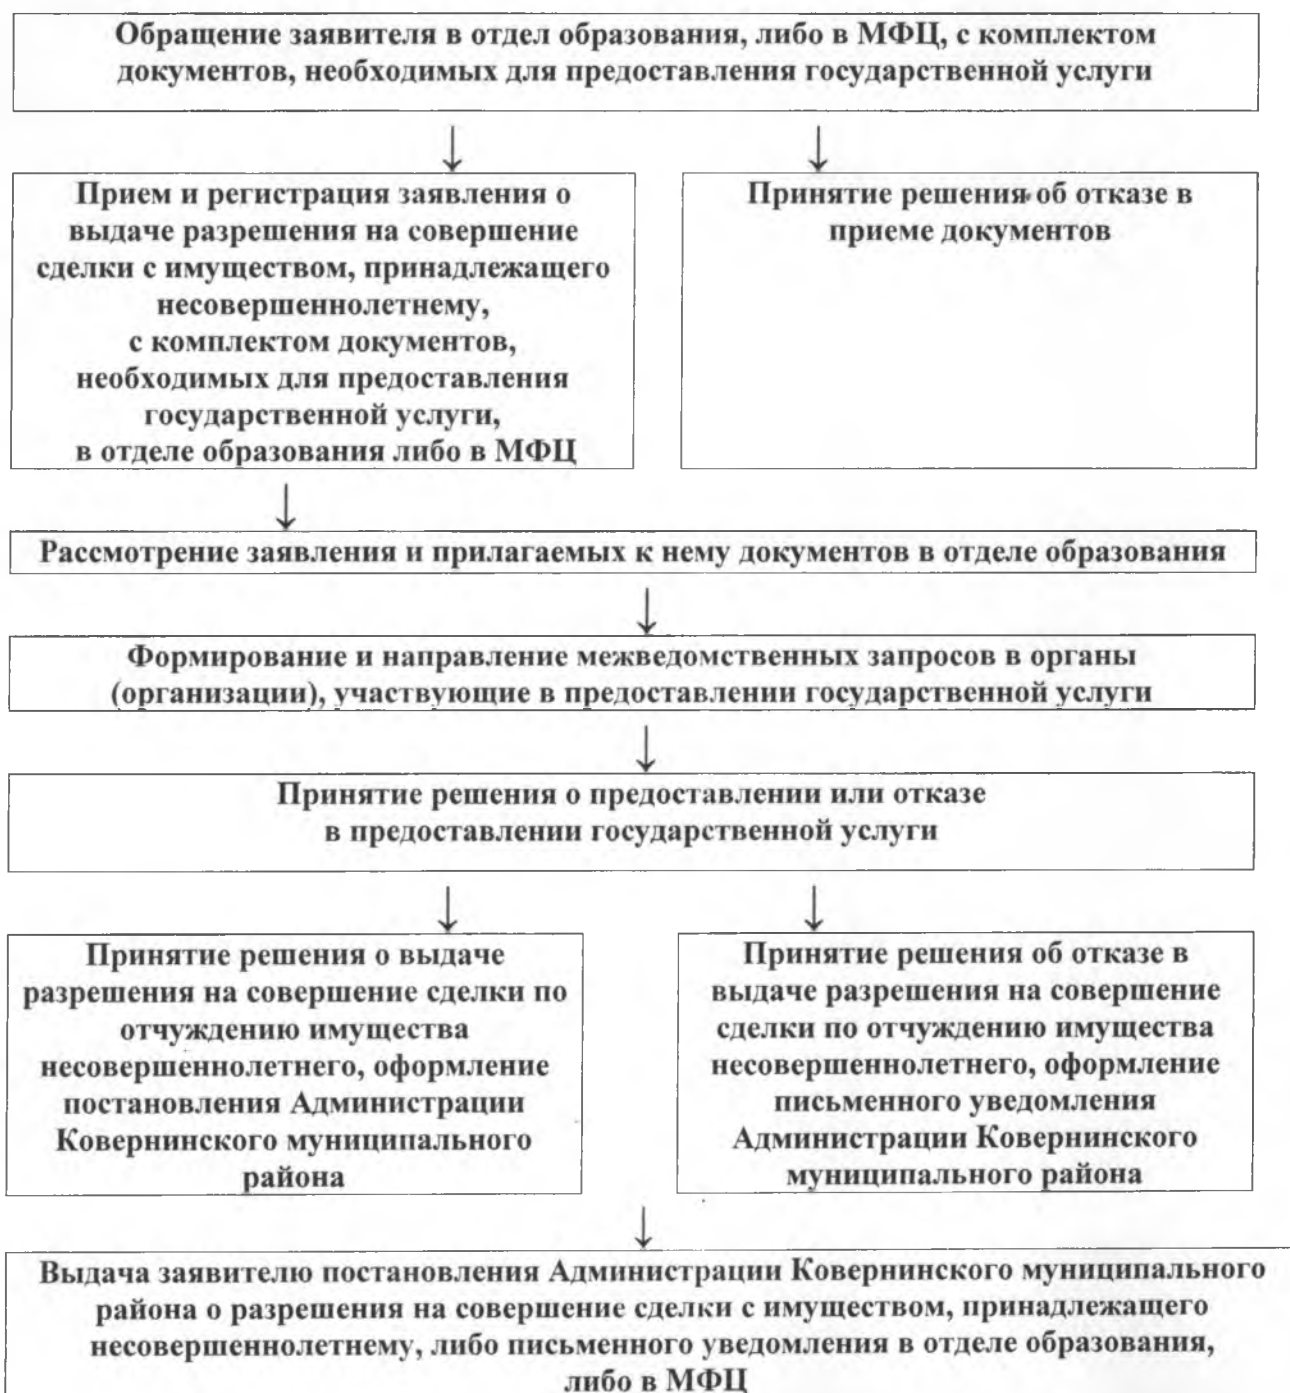 Обращение заявителя в отдел образования, либо в МФЦ, с комплектом
документов, необходимых для предоставления государственной услуги
Прием и регистрация заявления о
выдаче разрешения на совершение
сделки с имуществом, принадлежащего
несовершеннолетнему,
с комплектом документов,
необходимых для предоставления
государственной услуги,
в отделе образования либо в МФЦ
Принятие решения об отказе в
приеме документов
Рассмотрение заявления и прилагаемых к нему документов в отделе образования
Формирование и направление межведомственных запросов в органы
(организации), участвующие в предоставлении государственной услуги
Принятие решения о предоставлении или отказе
в предоставлении государственной услуги
Принятие решения о выдаче
разрешения на совершение сделки по
отчуждению имущества
несовершеннолетнего, оформление
постановления Администрации
Ковернинского муниципального
района
Принятие решения об отказе в
выдаче разрешения на совершение
сделки по отчуждению имущества
несовершеннолетнего, оформление
письменного уведомления
Администрации Ковернинского
муниципального района
Выдача заявителю постановления Администрации Ковернинского муниципального
района о разрешения на совершение сделки с имуществом, принадлежащего
несовершеннолетнему, либо письменного уведомления в отделе образования,
либо в МФЦ